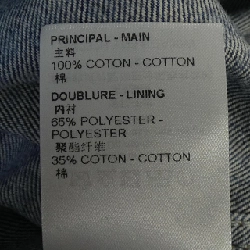 PRINCIPAL - MAIN
主料
100% COTON - COTTON
棉
DOUBLURE - LINING
内衬
65% POLYESTER -
POLYESTER
聚酯纤维
35% COTON - COTTON
棉